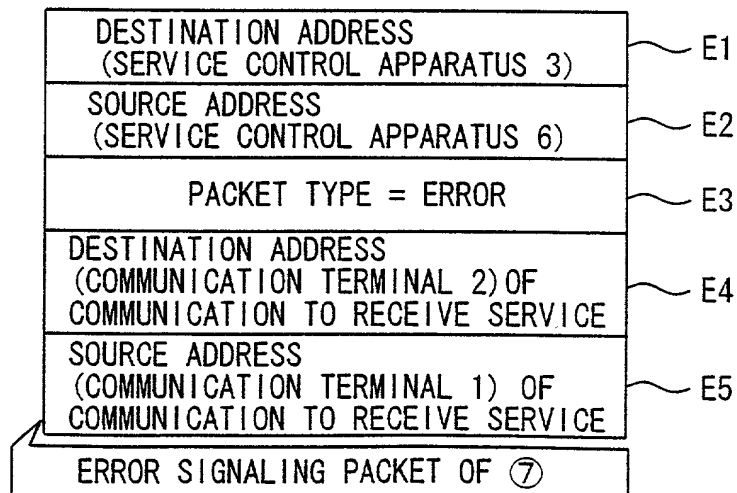 DESTINATION ADDRESS
(SERVICE CONTROL APPARATUS 3)
E1
SOURCE ADDRESS
(SERVICE CONTROL APPARATUS 6)
E2
PACKET TYPE = ERROR
E3
DESTINATION ADDRESS
(COMMUNICATION TERMINAL 2)OF
COMMUNICATION TO RECEIVE SERVICE
E4
SOURCE ADDRESS
(COMMUNICATION TERMINAL 1) OF
COMMUNICATION TO RECEIVE SERVICE
E5
ERROR SIGNALING PACKET OF ⑦